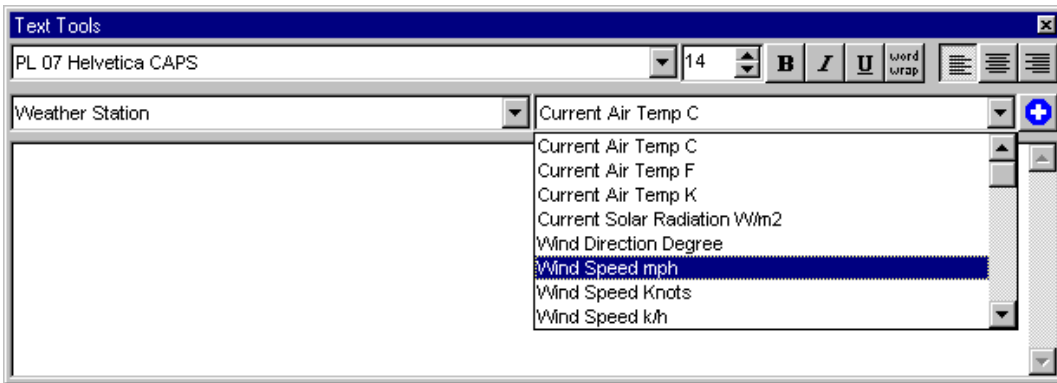 Text Tools
PL 07 Helvetica CAPS 14 B I U word wrap
Weather Station Current Air Temp C
Current Air Temp C
Current Air Temp F
Current Air Temp K
Current Solar Radiation W/m2
Wind Direction Degree
Wind Speed mph
Wind Speed Knots
Wind Speed k/h